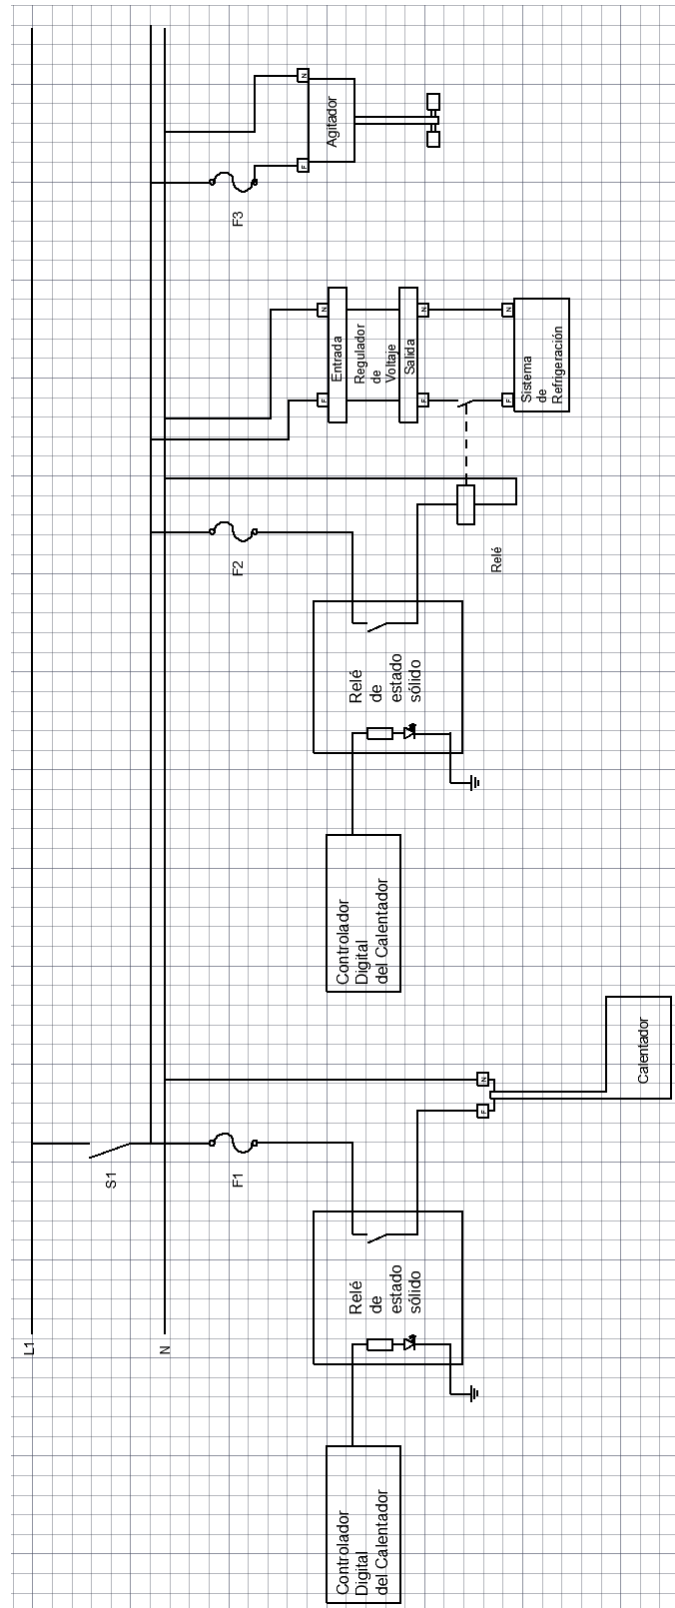 L1
N
S1
F1
Controlador
Digital
del Calentador
Relé
de
estado
sólido
F
N
Calentador
Controlador
Digital
del Calentador
Relé
de
estado
sólido
F2
Relé
F
N
Entrada
Regulador
de
Voltaje
Salida
F
N
F
N
Sistema
de
Refrigeración
F3
F
N
Agitador